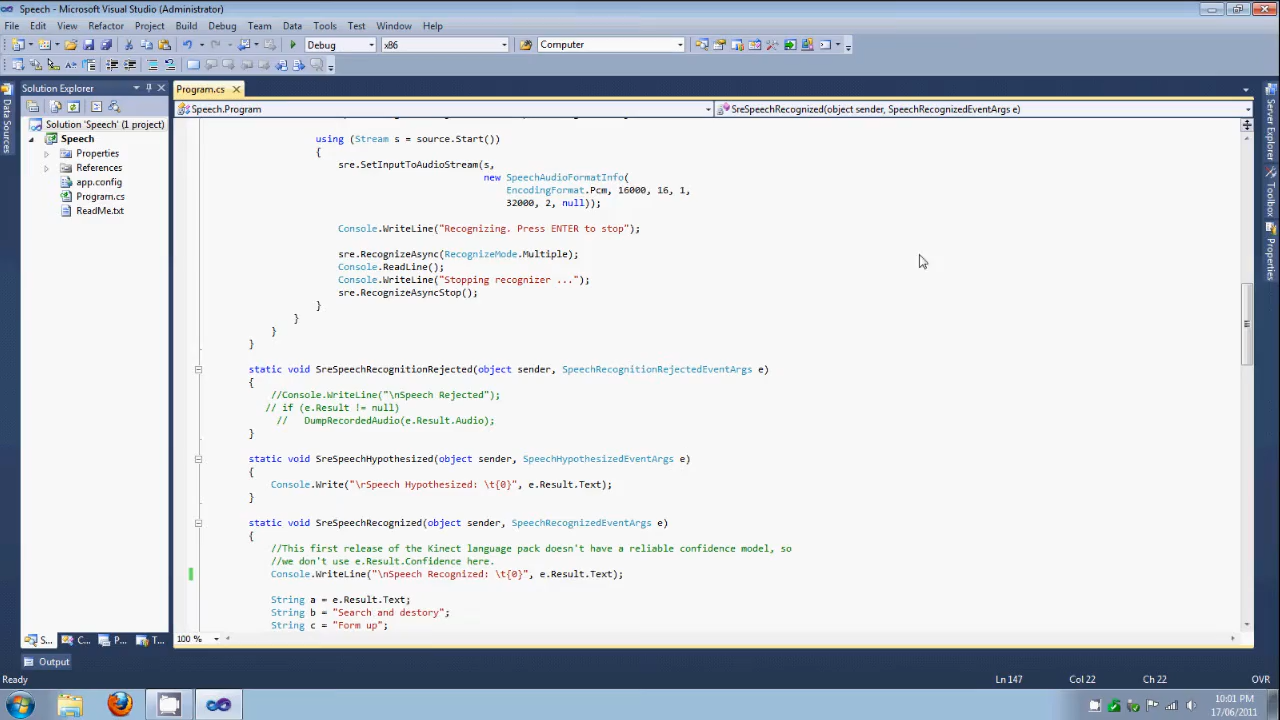 Speech - Microsoft Visual Studio (Administrator)
File Edit View Refactor Project Build Debug Team Data Tools Test Window Help
Debug x86 Computer
Solution Explorer
Program.cs
Data Sources
Speech.Program
SreSpeechRecognized(object sender, SpeechRecognizedEventArgs e)
Solution 'Speech' (1 project)
Speech
Properties
References
app.config
Program.cs
ReadMe.txt
using (Stream s = source.Start())
{
sre.SetInputToAudioStream(s,
new SpeechAudioFormatInfo(
EncodingFormat.Pcm, 16000, 16, 1,
32000, 2, null));
Console.WriteLine("Recognizing. Press ENTER to stop");
sre.RecognizeAsync(RecognizeMode.Multiple);
Console.ReadLine();
Console.WriteLine("Stopping recognizer ...");
sre.RecognizeAsyncStop();
}
}
}
}
static void SreSpeechRecognitionRejected(object sender, SpeechRecognitionRejectedEventArgs e)
{
//Console.WriteLine("\nSpeech Rejected");
// if (e.Result != null)
//   DumpRecordedAudio(e.Result.Audio);
}
static void SreSpeechHypothesized(object sender, SpeechHypothesizedEventArgs e)
{
Console.Write("\rSpeech Hypothesized: \t{0}", e.Result.Text);
}
static void SreSpeechRecognized(object sender, SpeechRecognizedEventArgs e)
{
//This first release of the Kinect language pack doesn't have a reliable confidence model, so
//we don't use e.Result.Confidence here.
Console.WriteLine("\nSpeech Recognized: \t{0}", e.Result.Text);
String a = e.Result.Text;
String b = "Search and destory";
String c = "Form up";
Server Explorer
Toolbox
Properties
S... C... P... T...
100 %
Output
Ready
Ln 147 Col 22 Ch 22 OVR
10:01 PM
17/06/2011